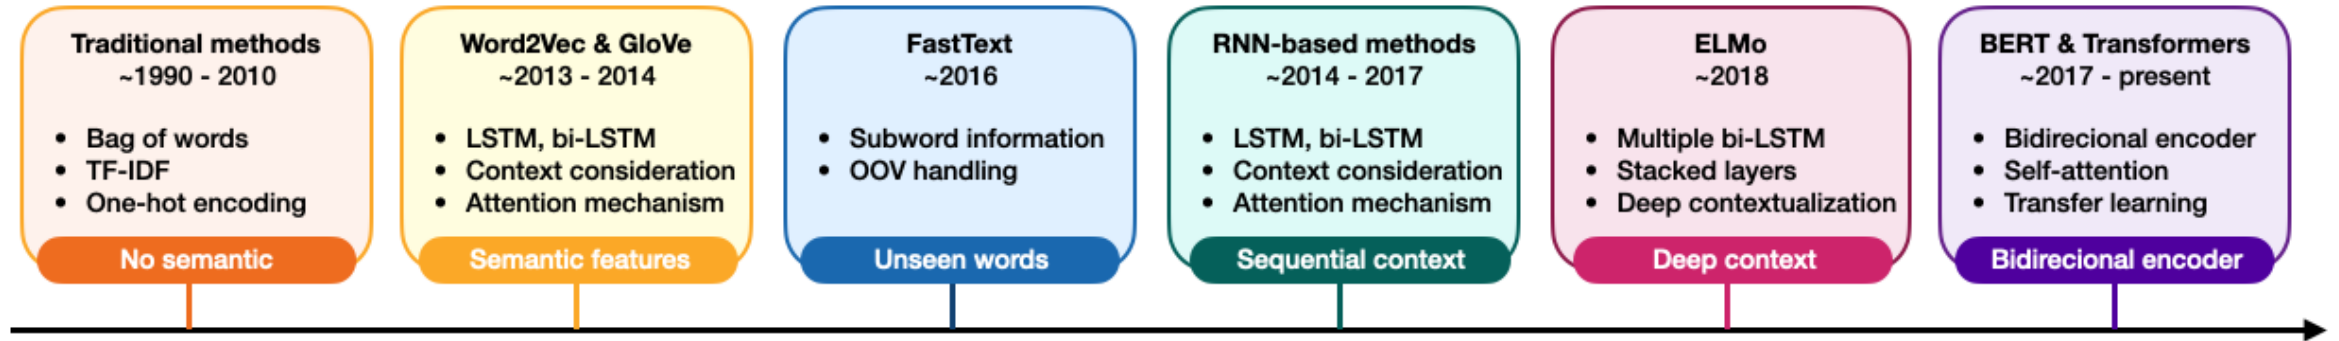 Traditional methods
~1990 - 2010
• Bag of words
• TF-IDF
• One-hot encoding
No semantic
Word2Vec & GloVe
~2013 - 2014
• LSTM, bi-LSTM
• Context consideration
• Attention mechanism
Semantic features
FastText
~2016
• Subword information
• OOV handling
Unseen words
RNN-based methods
~2014 - 2017
• LSTM, bi-LSTM
• Context consideration
• Attention mechanism
Sequential context
ELMo
~2018
• Multiple bi-LSTM
• Stacked layers
• Deep contextualization
Deep context
BERT & Transformers
~2017 - present
• Bidirecional encoder
• Self-attention
• Transfer learning
Bidirecional encoder